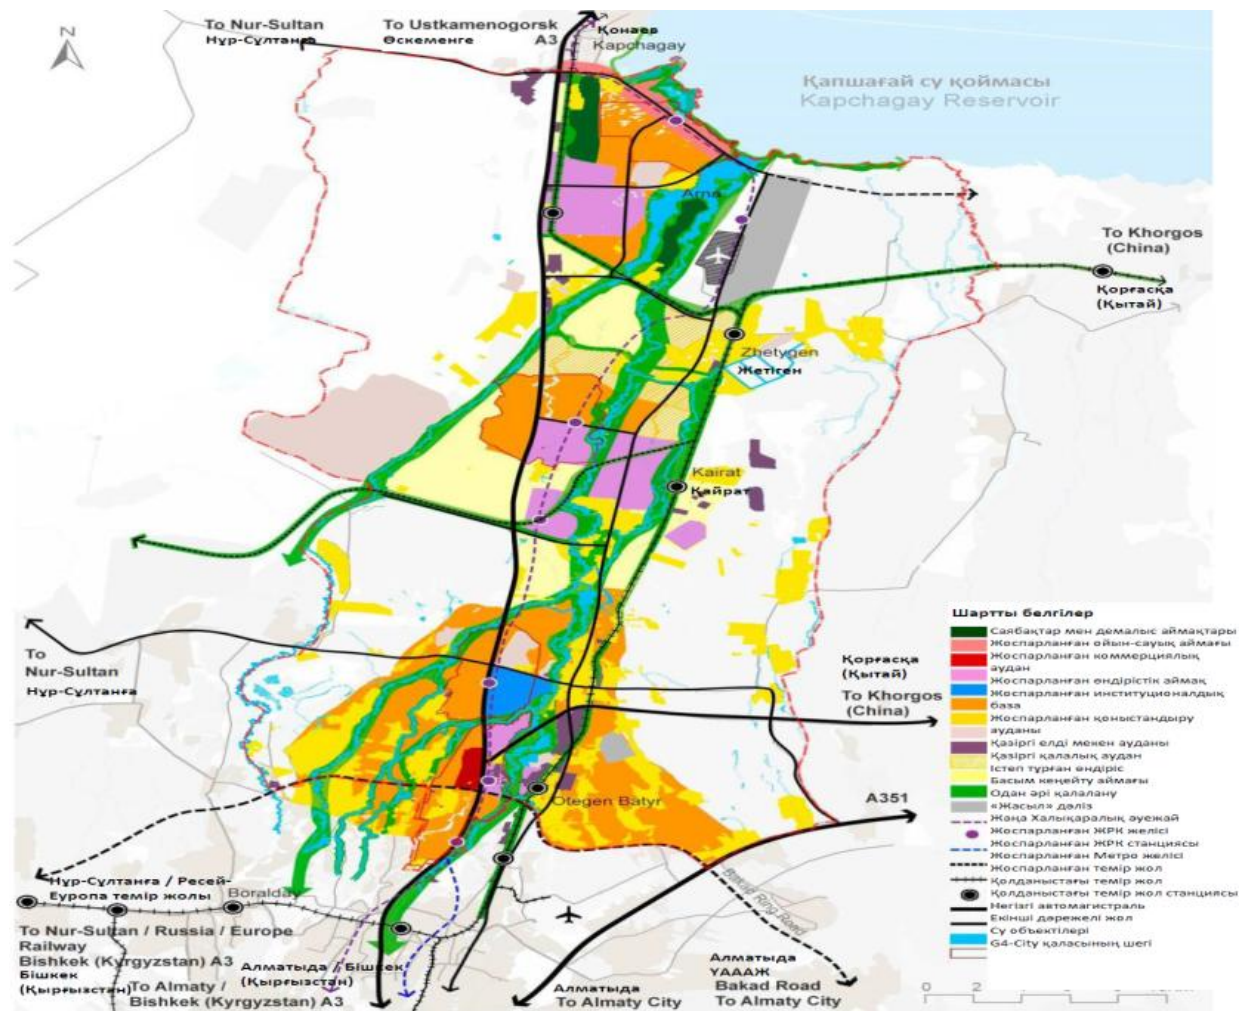 To Nur-Sultan
Нұр-Сұлтанға
To Ustkamenogorsk
Өскеменге
A3
N
Қонаев
Kapchagay
Қапшағай су қоймасы
Kapchagay Reservoir
Arna
To Khorgos
(China)
Қорғасқа
(Қытай)
Zhetygen
Жетіген
Kairat
Қайрат
To
Nur-Sultan
Нұр-Сұлтанға
Қорғасқа
(Қытай)
To Khorgos
(China)
A351
Otegen Batyr
Boralday
Bakad Ring Road
Нұр-Сұлтанға / Ресей-
Еуропа темір жолы
To Nur-Sultan / Russia / Europe
Railway
Bishkek (Kyrgyzstan) A3
Бішкек
(Қырғызстан)
To Almaty /
Bishkek (Kyrgyzstan) A3
Алматыда / Бішкек
(Қырғызстан)
Алматыда
To Almaty City
Алматыда
ҮАААЖ
Bakad Road
To Almaty City
Шартты белгілер
Саябақтар мен демалыс аймақтары
Жоспарланған ойын-сауық аймағы
Жоспарланған коммерциялық
аудан
Жоспарланған өндірістік аймақ
Жоспарланған институционалдық
база
Жоспарланған қоныстандыру
ауданы
Қазіргі елді мекен ауданы
Қазіргі қалалық аудан
Істеп тұрған өндіріс
Басым кеңейту аймағы
Одан әрі қалалану
«Жасыл» дәліз
Жаңа Халықаралық әуежай
Жоспарланған ЖРК желісі
Жоспарланған ЖРК станциясы
Жоспарланған Метро желісі
Жоспарланған темір жол
Қолданыстағы темір жол
Қолданыстағы темір жол станциясы
Негізгі автомагистраль
Екінші дәрежелі жол
Су объектілері
G4-City қаласының шегі
0 2